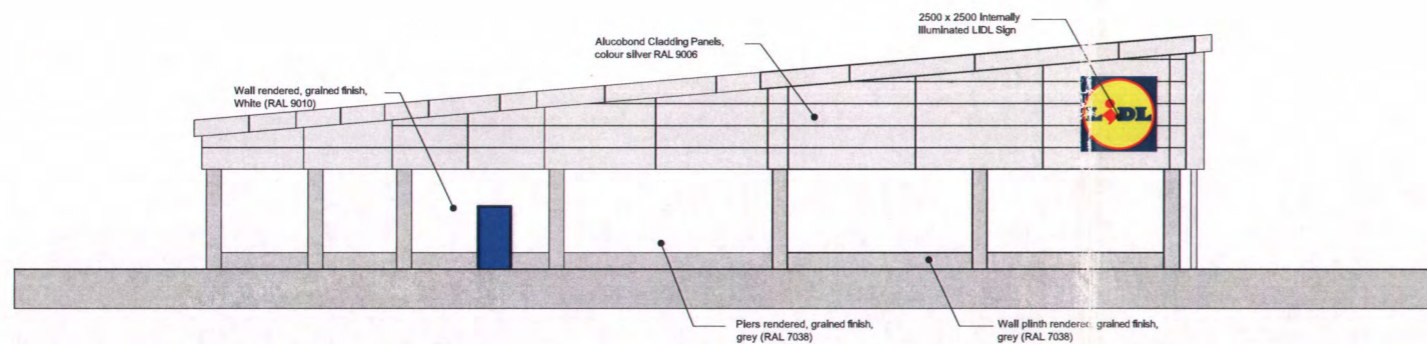 2500 x 2500 Internally
Illuminated LIDL Sign
Alucobond Cladding Panels,
colour silver RAL 9006
Wall rendered, grained finish,
White (RAL 9010)
LIDL
Piers rendered, grained finish,
grey (RAL 7038)
Wall plinth rendered, grained finish,
grey (RAL 7038)